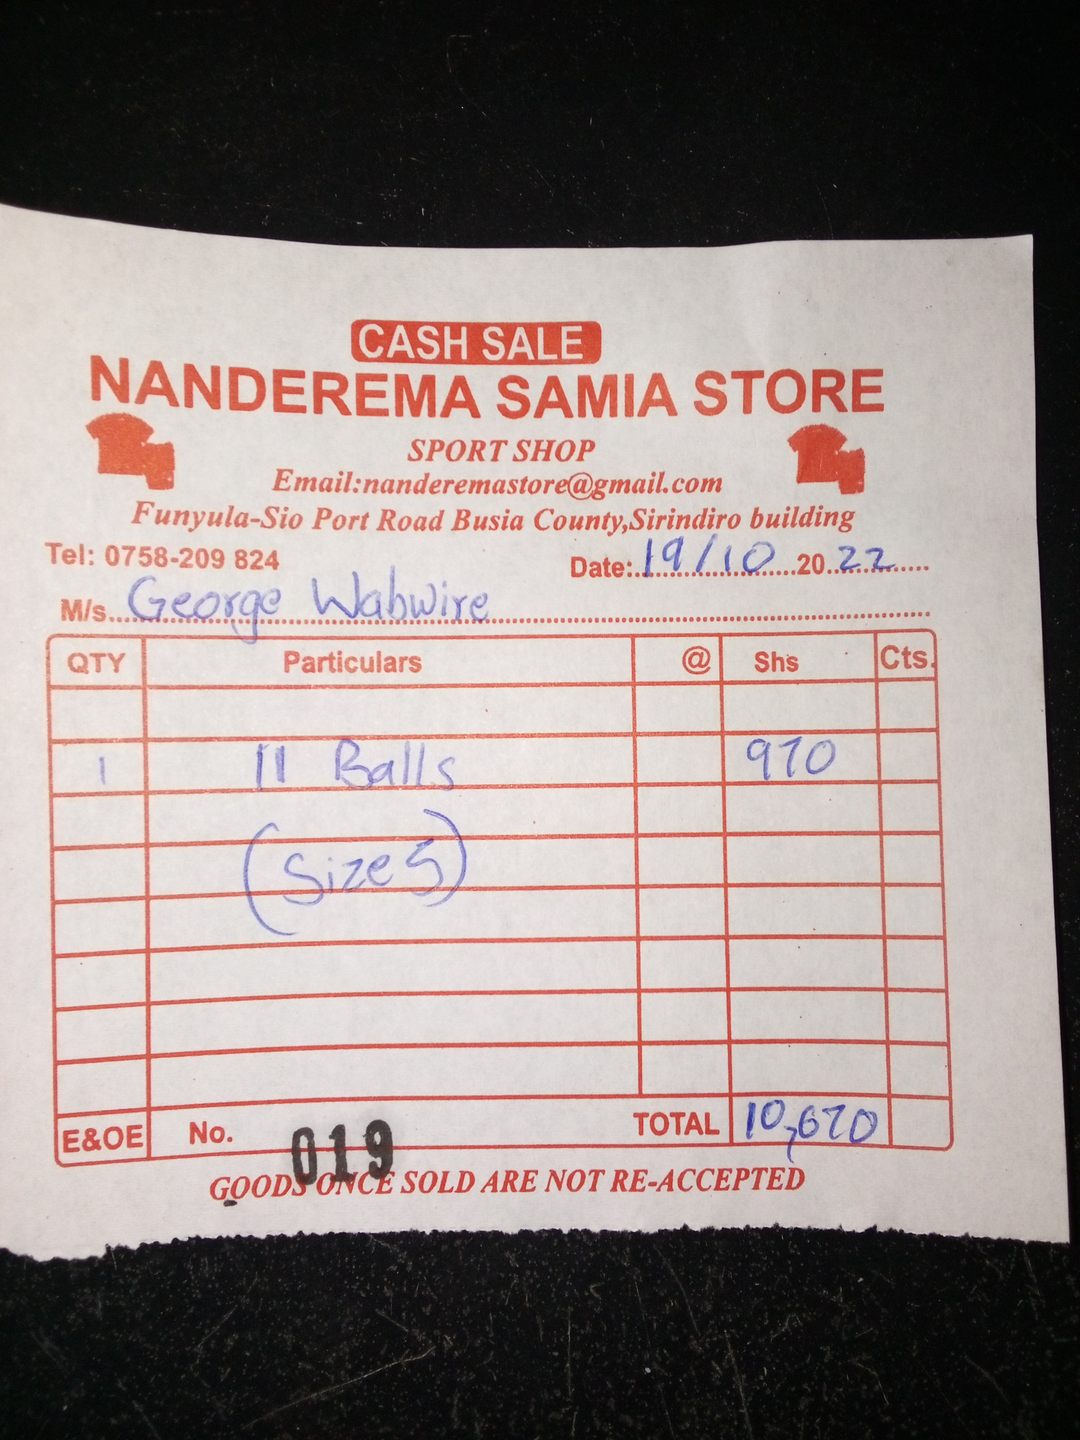 CASH SALE
NANDEREMA SAMIA STORE
SPORT SHOP
Email:nanderemastore@gmail.com
Funyula-Sio Port Road Busia County,Sirindiro building
Tel: 0758-209 824 Date:.19/10 20.22
M/s. George Wabwire
QTY Particulars @ Shs Cts.
1 11 Balls 970
(Size 5)
E&OE No. 019 TOTAL 10,670
GOODS ONCE SOLD ARE NOT RE-ACCEPTED